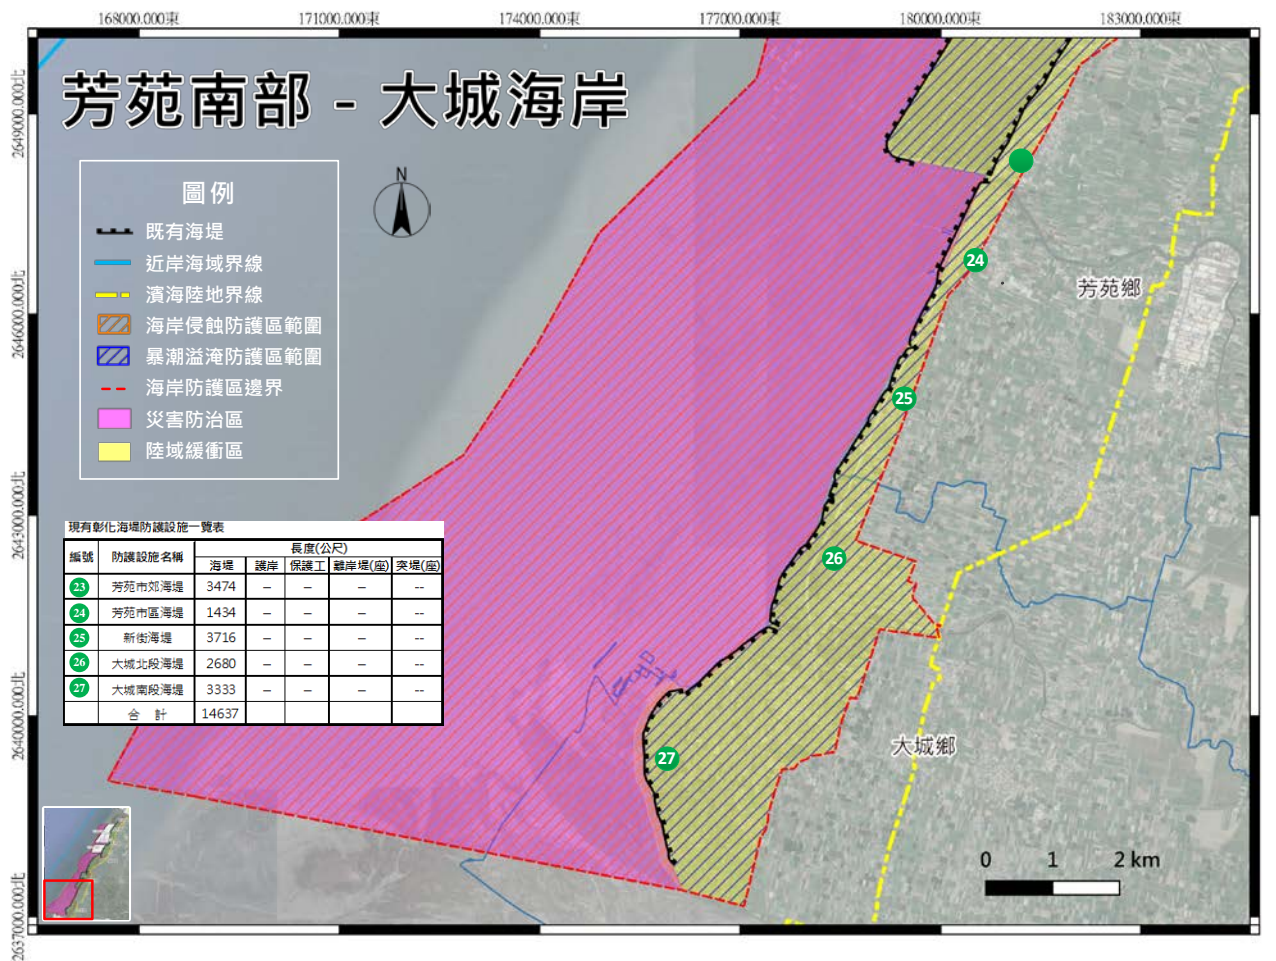 168000.000東 171000.000東 174000.000東 177000.000東 180000.000東 183000.000東
芳苑南部 - 大城海岸
2649000.000北
2646000.000北
2643000.000北
2640000.000北
2637000.000北
N
圖例
既有海堤
近岸海域界線
濱海陸地界線
海岸侵蝕防護區範圍
暴潮溢淹防護區範圍
海岸防護區邊界
災害防治區
陸域緩衝區
24
芳苑鄉
25
26
27
大城鄉
現有彰化海堤防護設施一覽表
編號 防護設施名稱 長度(公尺)
海堤 護岸 保護工 離岸堤(座) 突堤(座)
23 芳苑市郊海堤 3474 – – – --
24 芳苑市區海堤 1434 – – – --
25 新街海堤 3716 – – – --
26 大城北段海堤 2680 – – – --
27 大城南段海堤 3333 – – – --
合 計 14637
0 1 2 km